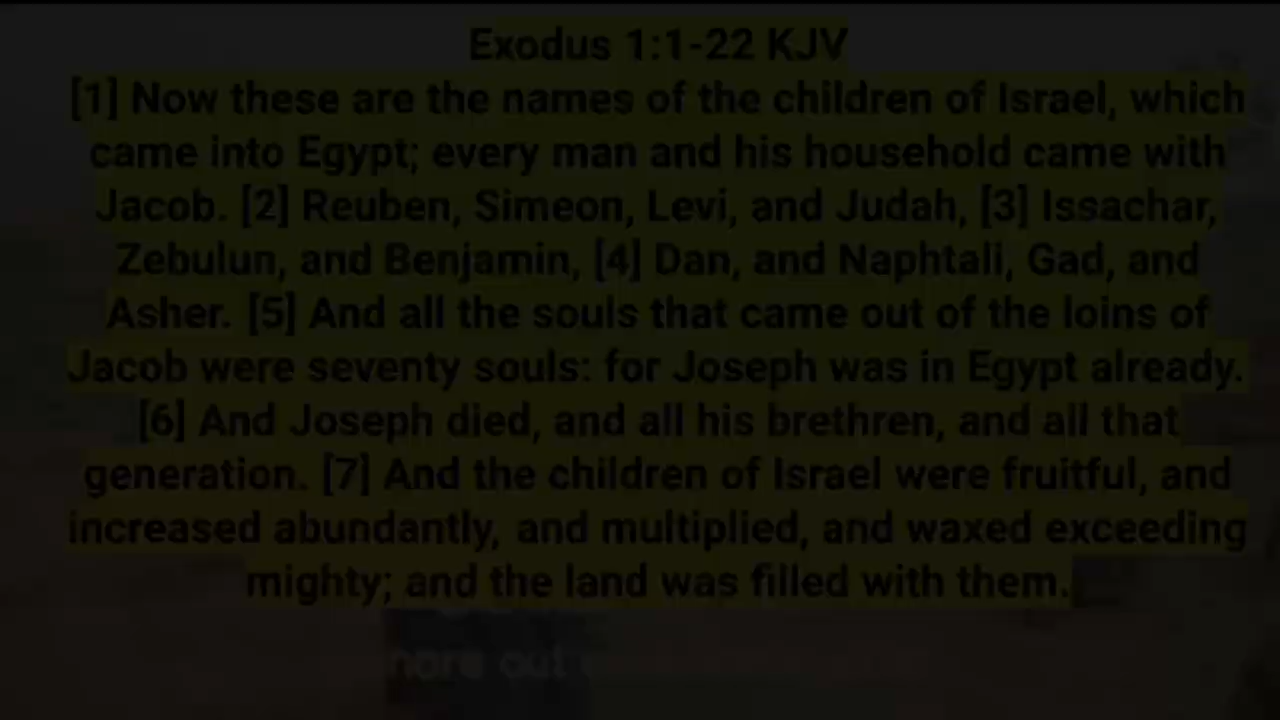 Exodus 1:1-22 KJV
[1] Now these are the names of the children of Israel, which
came into Egypt; every man and his household came with
Jacob. [2] Reuben, Simeon, Levi, and Judah, [3] Issachar,
Zebulun, and Benjamin, [4] Dan, and Naphtali, Gad, and
Asher. [5] And all the souls that came out of the loins of
Jacob were seventy souls: for Joseph was in Egypt already.
[6] And Joseph died, and all his brethren, and all that
generation. [7] And the children of Israel were fruitful, and
increased abundantly, and multiplied, and waxed exceeding
mighty; and the land was filled with them.
out